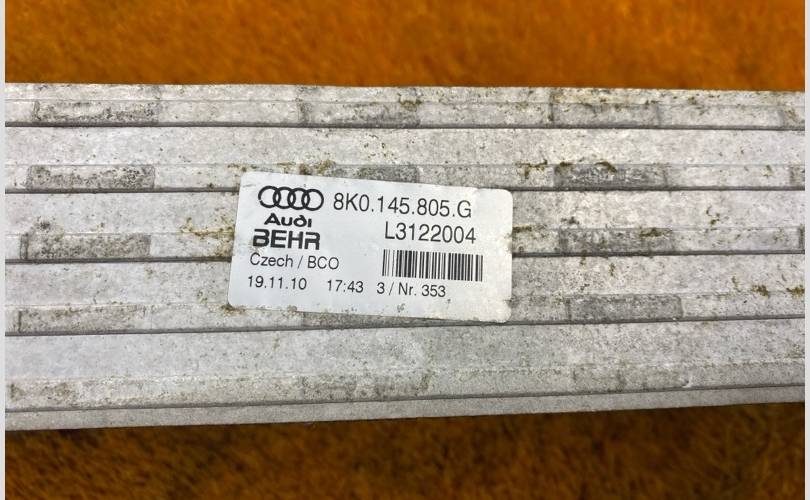 8K0.145.805.G
Audi
L3122004
BEHR
Czech / BCO
19.11.10 17:43 3 / Nr. 353